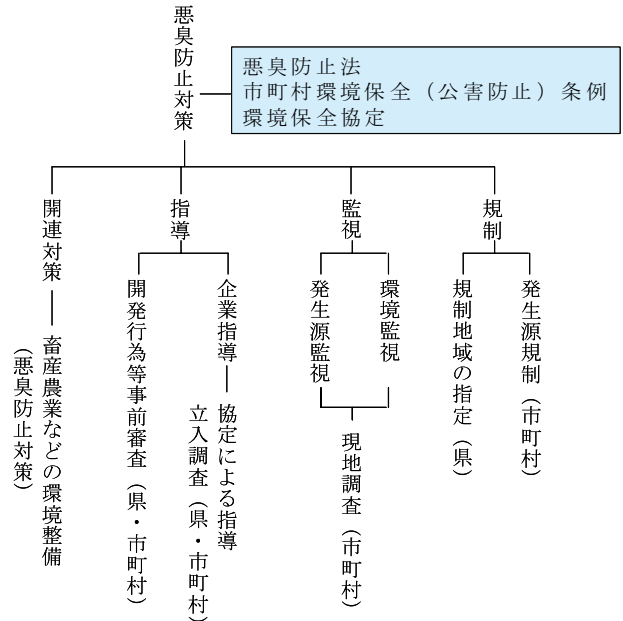 悪臭防止対策
悪臭防止法
市町村環境保全（公害防止）条例
環境保全協定
規制
発生源規制（市町村）
規制地域の指定（県）
監視
環境監視
発生源監視
現地調査（市町村）
指導
企業指導
協定による指導
立入調査（県・市町村）
開発行為等事前審査（県・市町村）
開連対策
畜産農業などの環境整備
（悪臭防止対策）